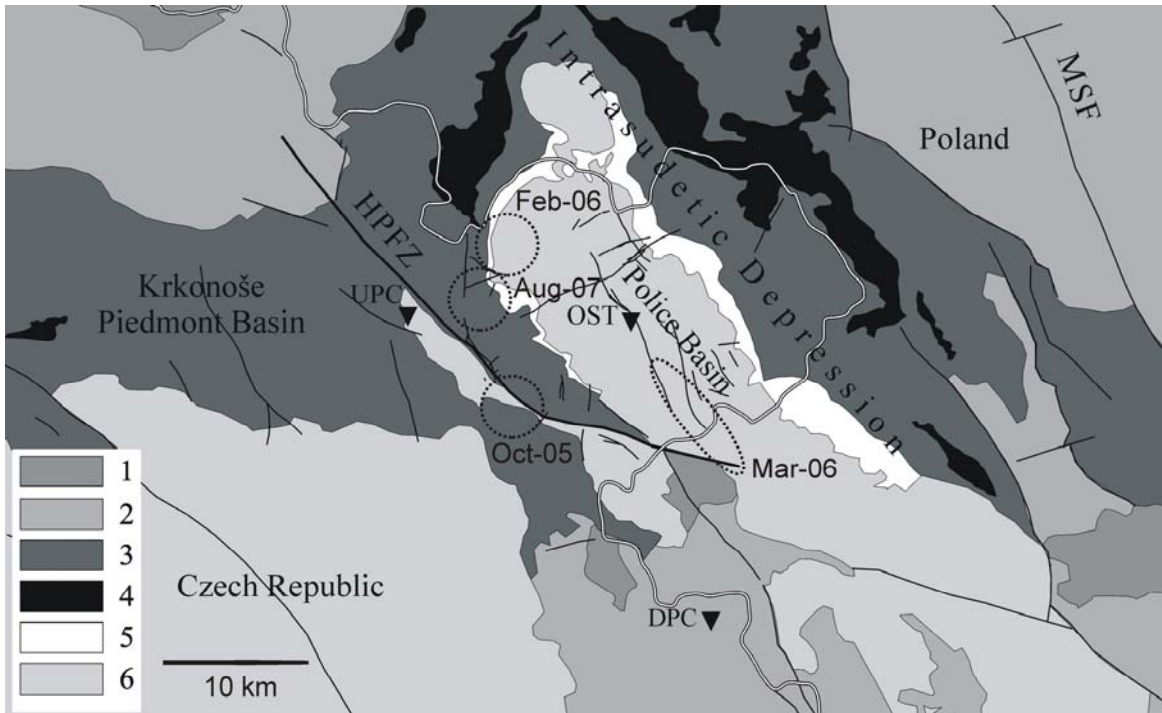 Intrasudetic Depression
MSF
Poland
HPFZ
Feb-06
Krkonoše
Piedmont Basin
UPC
Aug-07
OST
Police Basin
Oct-05
Mar-06
1
2
3
4
5
6
Czech Republic
10 km
DPC